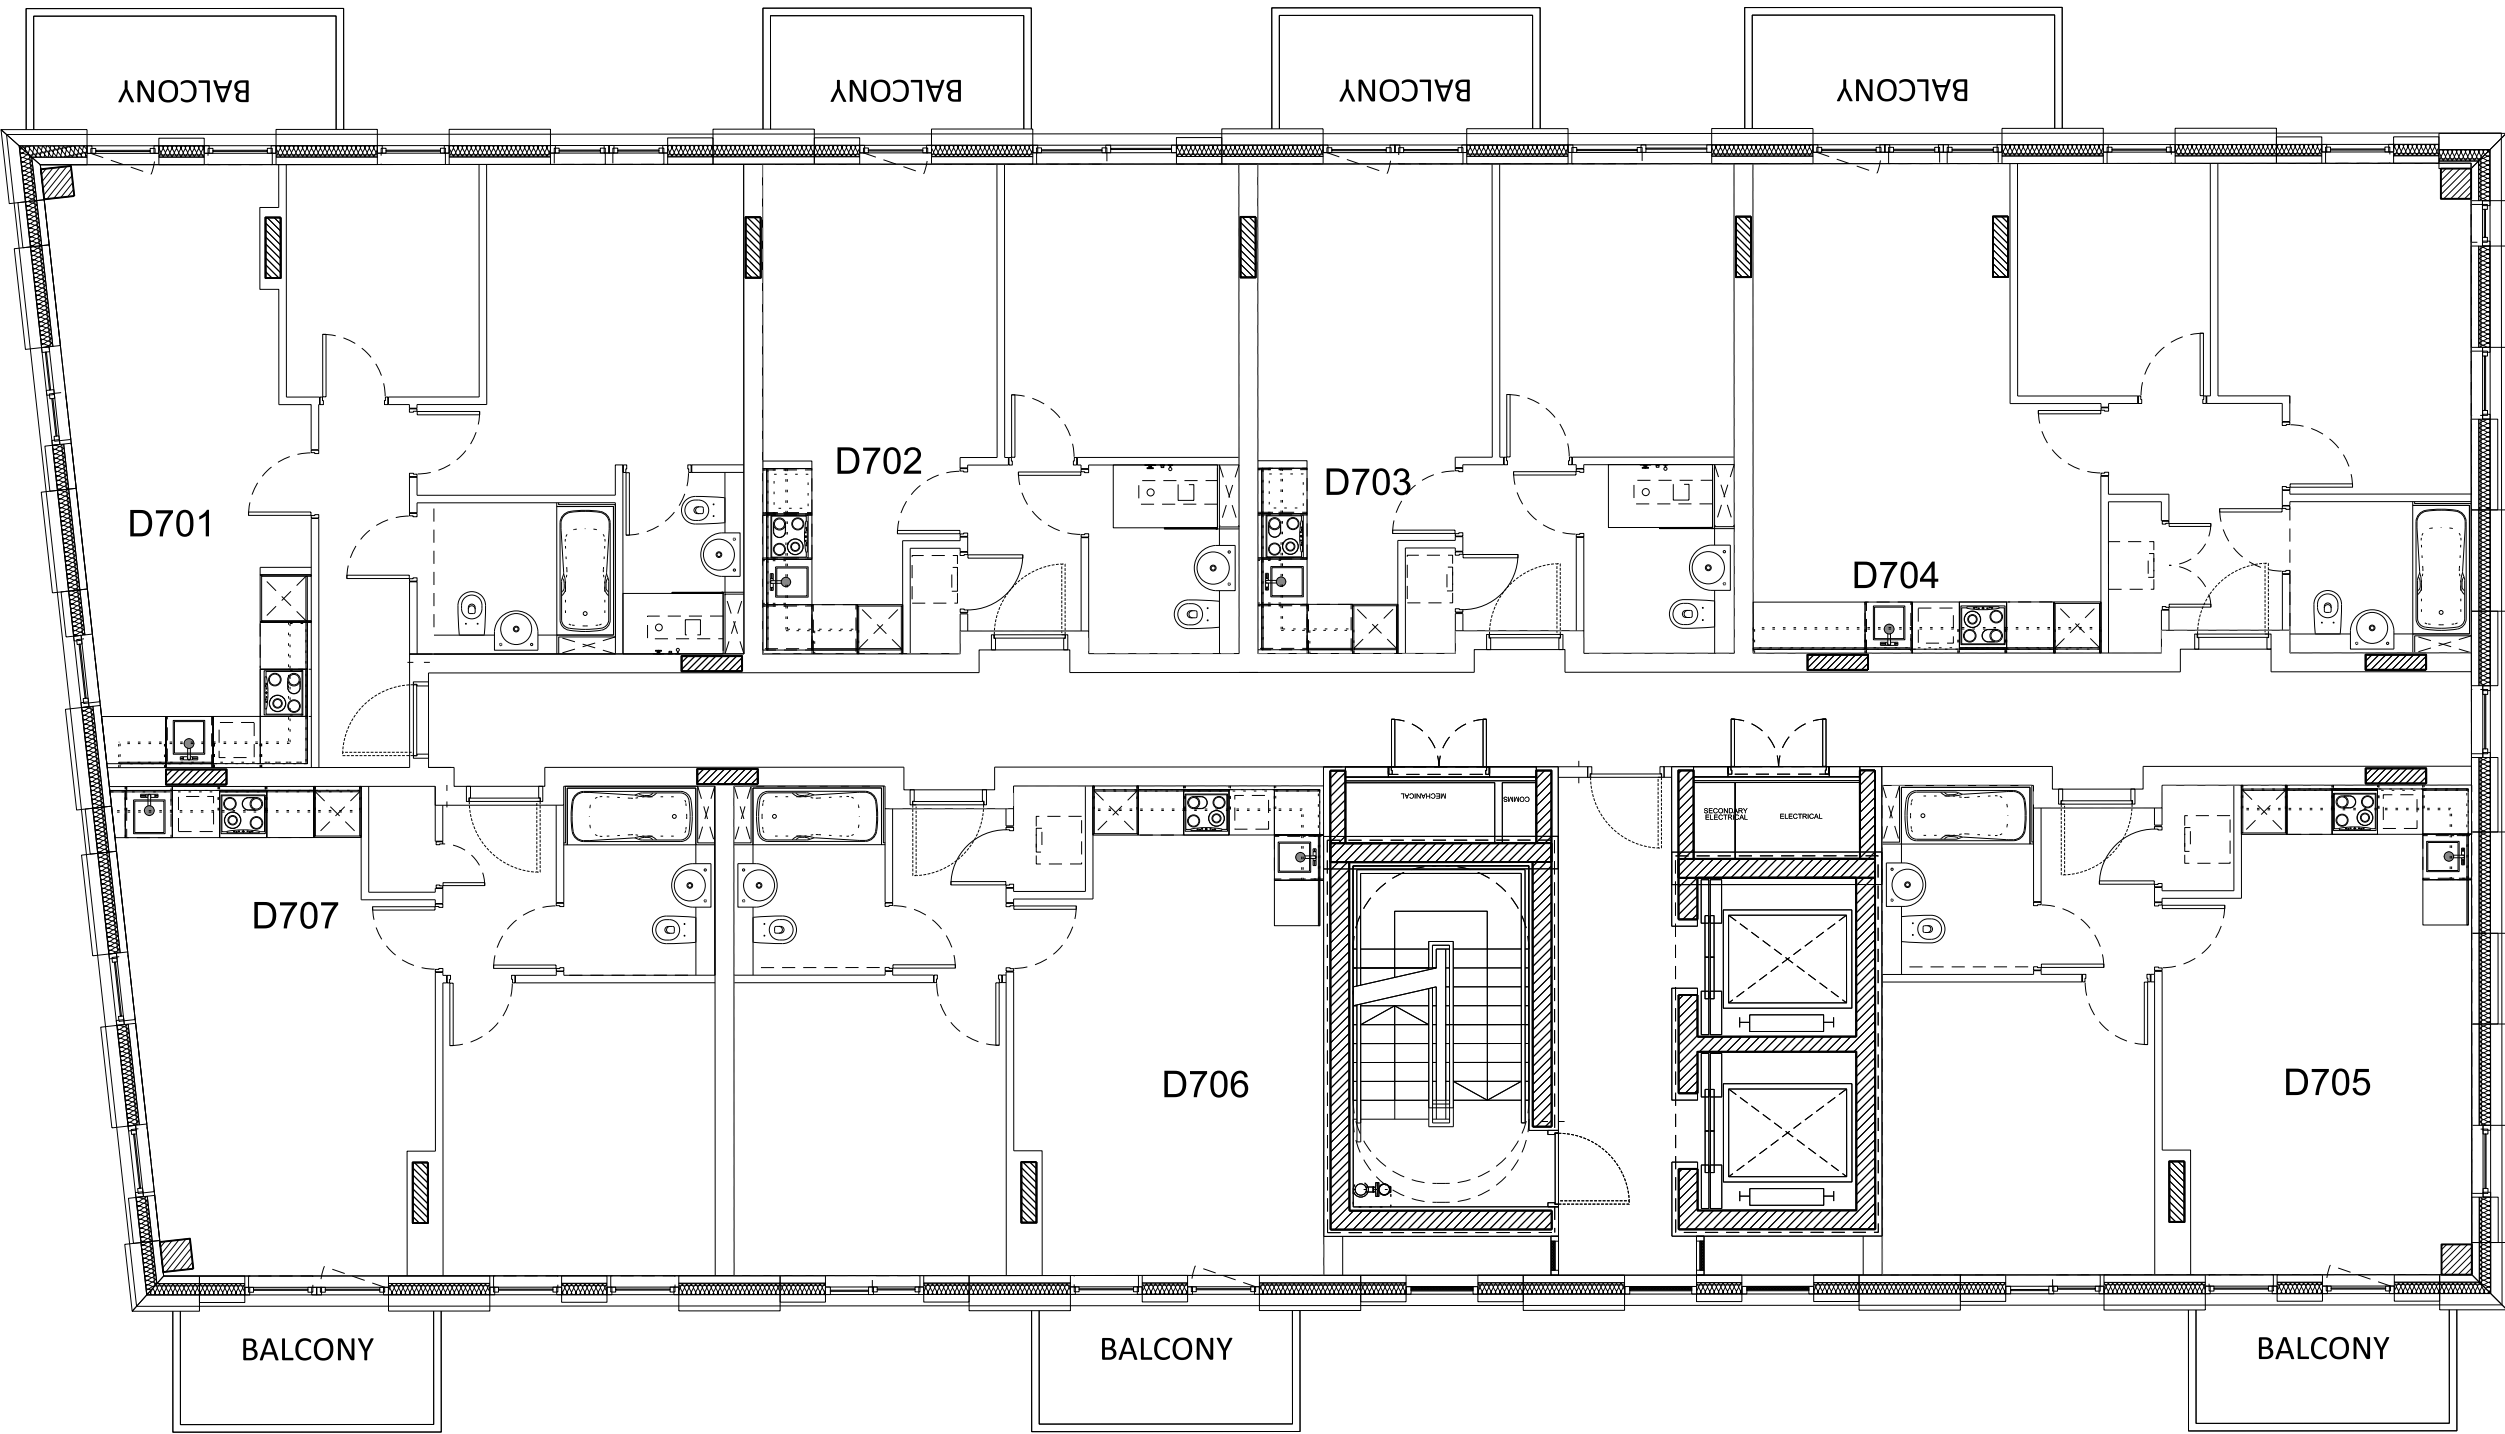 BALCONY
BALCONY
BALCONY
BALCONY
D702
D703
D701
D704
MECHANICAL
COMMS
SECONDARY
ELECTRICAL
ELECTRICAL
D707
D706
D705
BALCONY
BALCONY
BALCONY